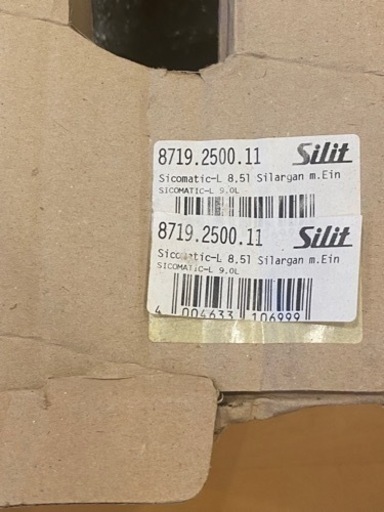 8719.2500.11 Silit
Sicomatic-L 8,5l Silargan m.Ein
SICOMATIC-L 9.0L
8719.2500.11 Silit
Sicomatic-L 8,5l Silargan m.Ein
SICOMATIC-L 9.0L
4 004633 106999